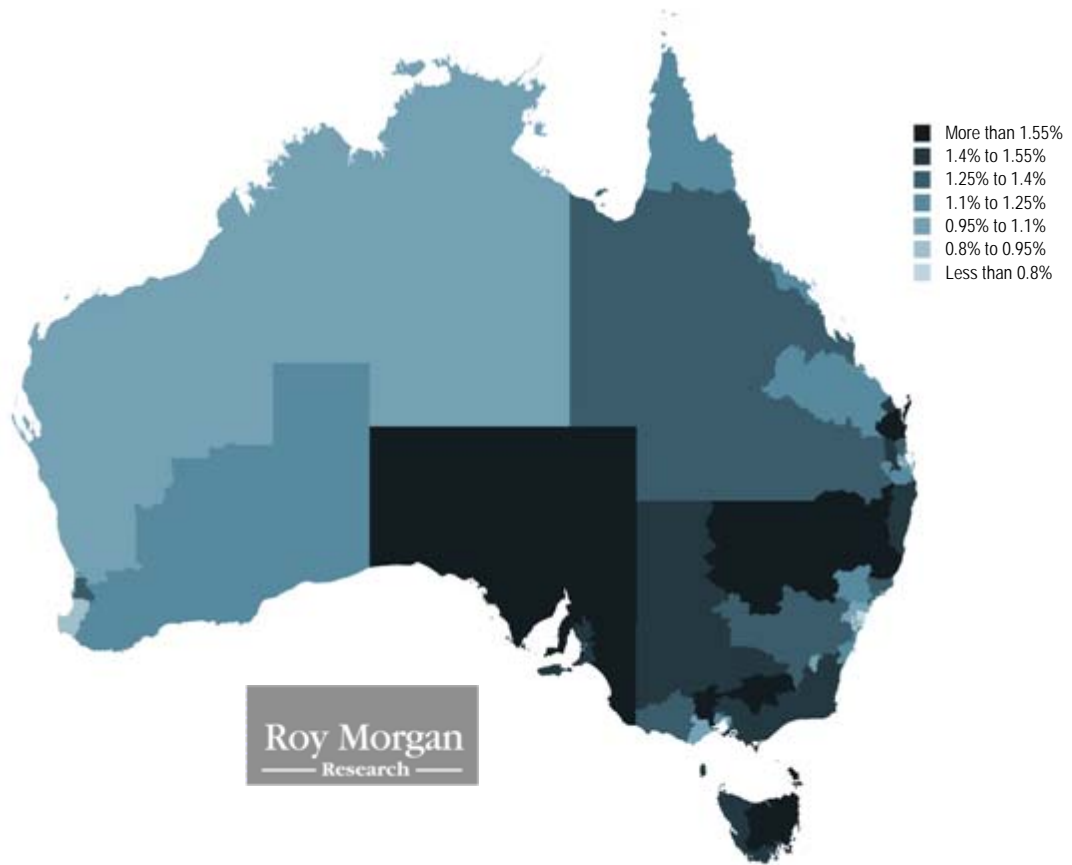 More than 1.55%
1.4% to 1.55%
1.25% to 1.4%
1.1% to 1.25%
0.95% to 1.1%
0.8% to 0.95%
Less than 0.8%
Roy Morgan
Research